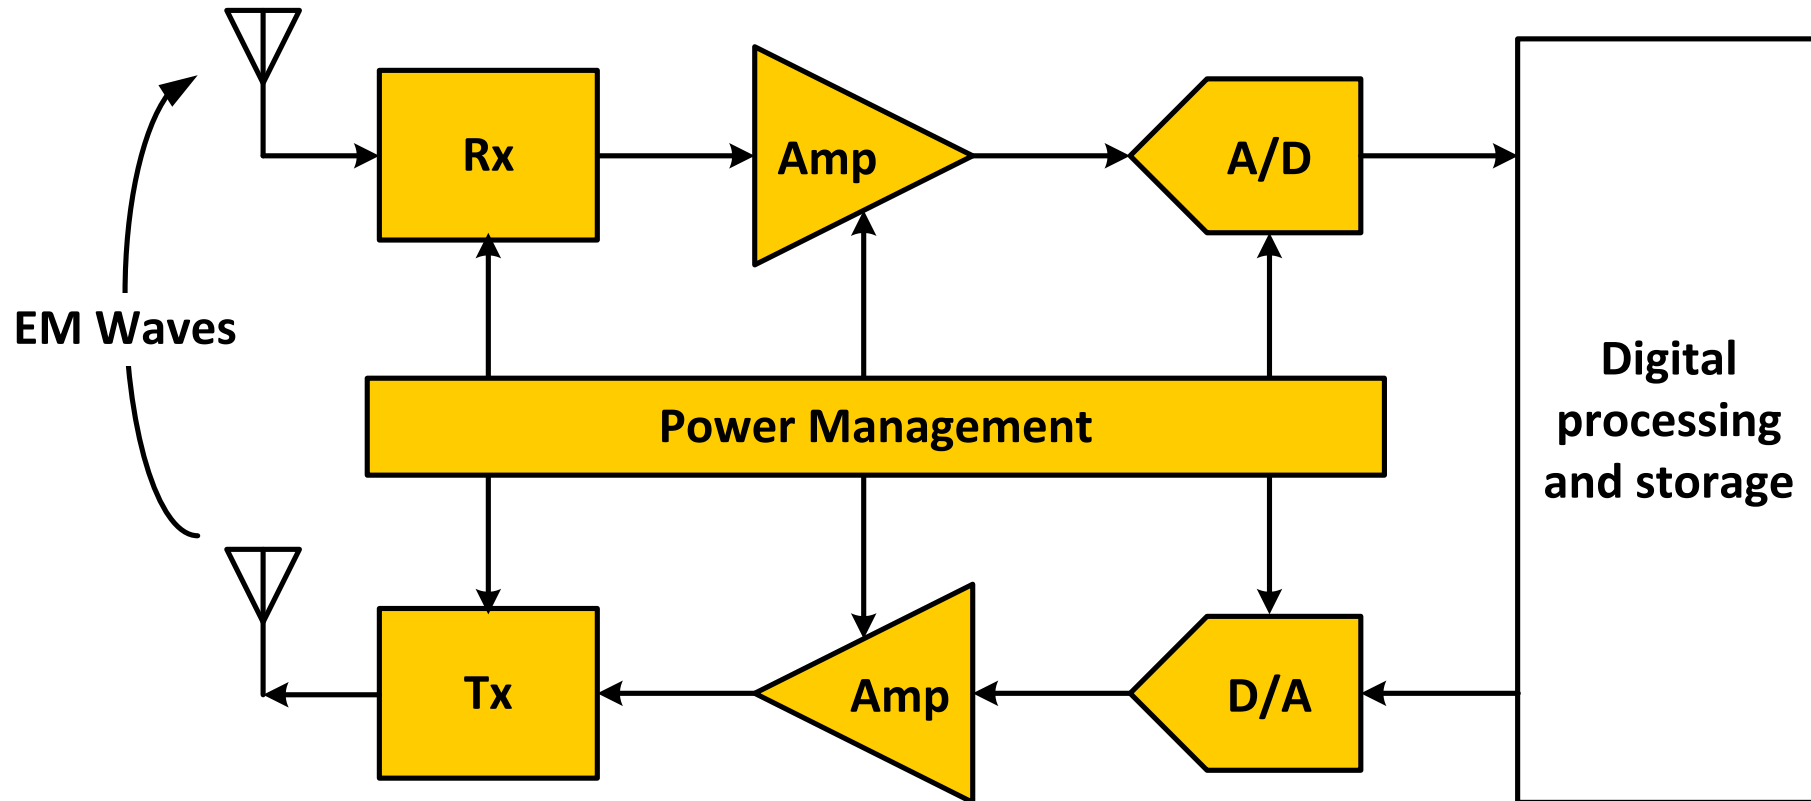 Rx
Amp
A/D
EM Waves
Power Management
Digital
processing
and storage
Tx
Amp
D/A